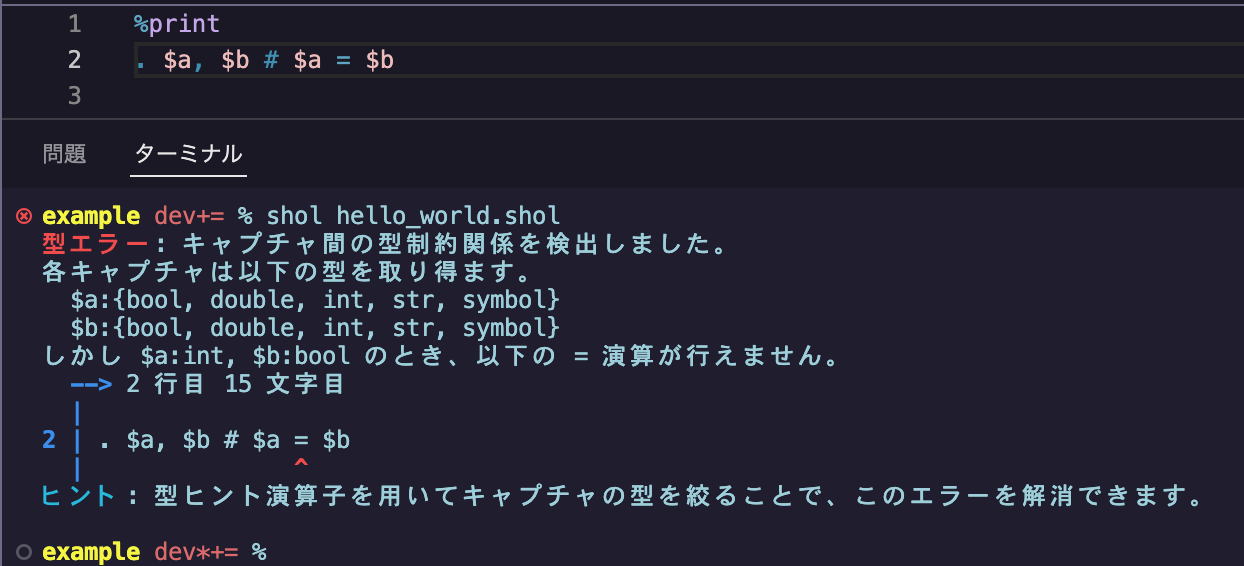 1 %print
2 . $a, $b # $a = $b
3
問題 ターミナル
example dev+= % shol hello_world.shol
型エラー: キャプチャ間の型制約関係を検出しました。
各キャプチャは以下の型を取り得ます。
$a:{bool, double, int, str, symbol}
$b:{bool, double, int, str, symbol}
しかし $a:int, $b:bool のとき、以下の = 演算が行えません。
--> 2 行目 15 文字目
|
2 | . $a, $b # $a = $b
| ^
ヒント: 型ヒント演算子を用いてキャプチャの型を絞ることで、このエラーを解消できます。
example dev*+= %